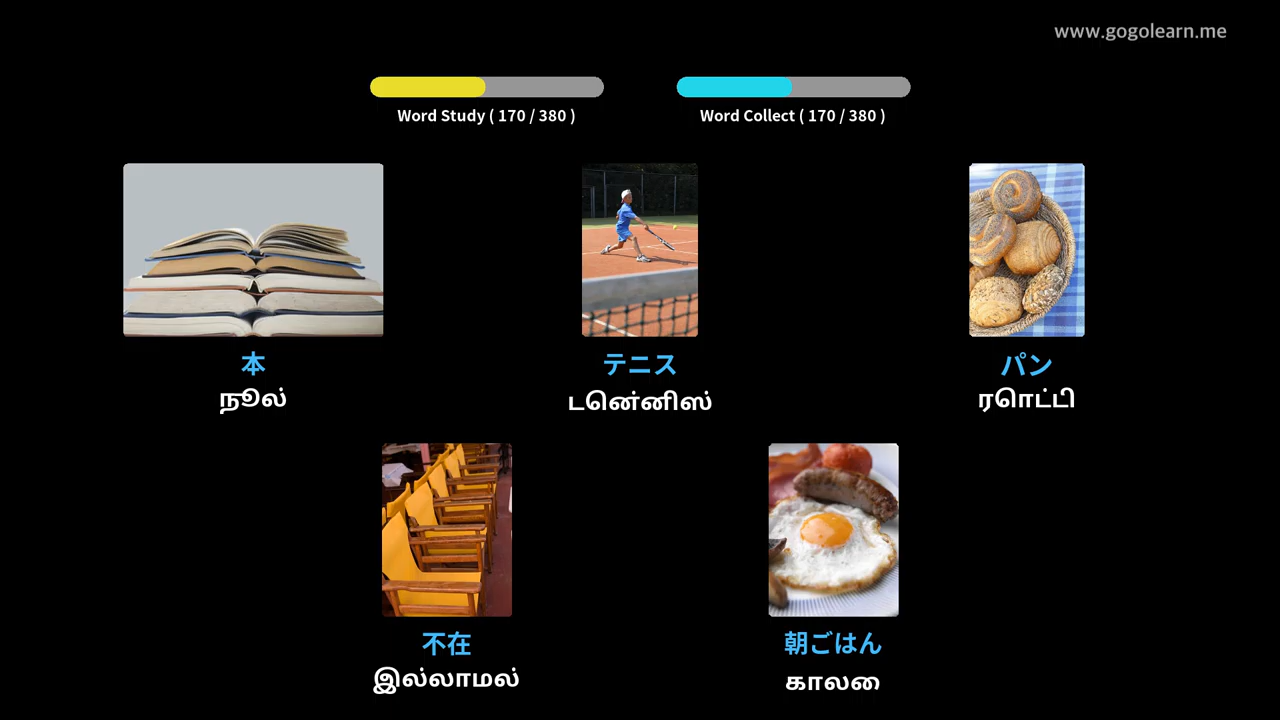 www.gogolearn.me
Word Study ( 170 / 380 )
Word Collect ( 170 / 380 )
本
நூல்
テニス
டென்னிஸ்
パン
ரொட்டி
不在
இல்லாமல்
朝ごはん
காலை